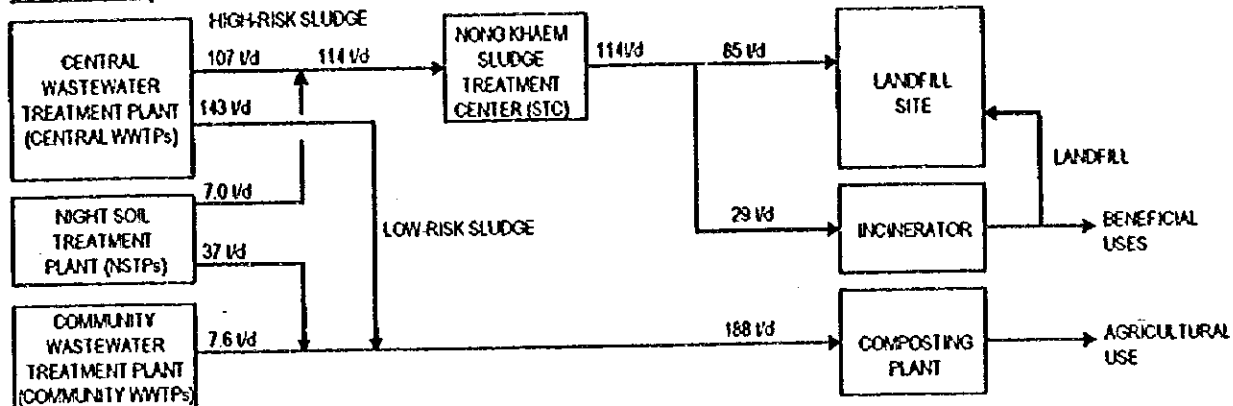 HIGH-RISK SLUDGE
CENTRAL
WASTEWATER
TREATMENT PLANT
(CENTRAL WWTPs)
107 t/d
114 t/d
143 t/d
NONG KHAEM
SLUDGE
TREATMENT
CENTER (STC)
114t/d
85 t/d
LANDFILL
SITE
LANDFILL
NIGHT SOIL
TREATMENT
PLANT (NSTPs)
7.0 t/d
37 t/d
LOW-RISK SLUDGE
29 t/d
INCINERATOR
BENEFICIAL
USES
COMMUNITY
WASTEWATER
TREATMENT PLANT
(COMMUNITY WWTPs)
7.6 t/d
188 t/d
COMPOSTING
PLANT
AGRICULTURAL
USE